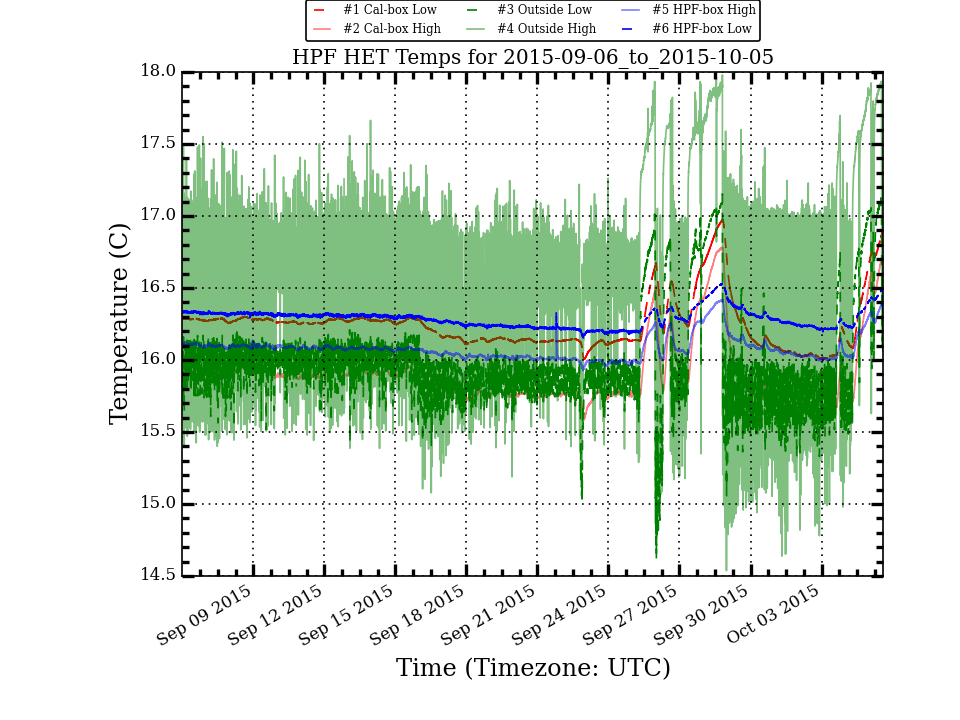 #1 Cal-box Low #3 Outside Low #5 HPF-box High
#2 Cal-box High #4 Outside High #6 HPF-box Low
HPF HET Temps for 2015-09-06_to_2015-10-05
18.0
17.5
17.0
16.5
16.0
15.5
15.0
14.5
Temperature (C)
Sep 09 2015 Sep 12 2015 Sep 15 2015 Sep 18 2015 Sep 21 2015 Sep 24 2015 Sep 27 2015 Sep 30 2015 Oct 03 2015
Time (Timezone: UTC)